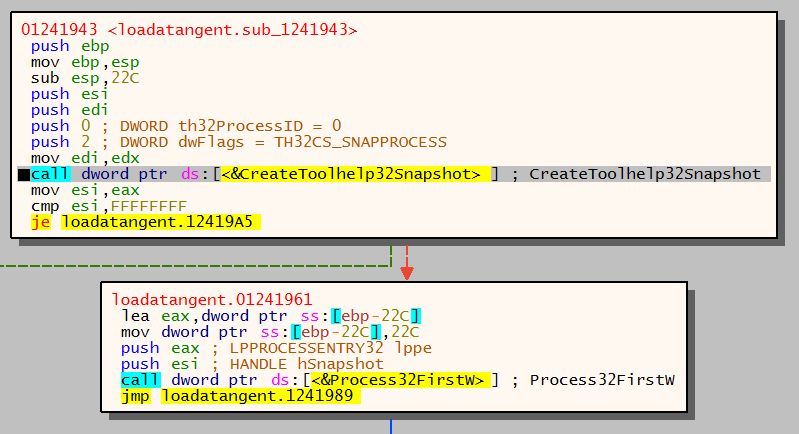 01241943 <loadatangent.sub_1241943>
push ebp
mov ebp,esp
sub esp,22C
push esi
push edi
push 0 ; DWORD th32ProcessID = 0
push 2 ; DWORD dwFlags = TH32CS_SNAPPROCESS
mov edi,edx
call dword ptr ds:[<&CreateToolhelp32Snapshot>] ; CreateToolhelp32Snapshot
mov esi,eax
cmp esi,FFFFFFFF
je loadatangent.12419A5
loadatangent.01241961
lea eax,dword ptr ss:[ebp-22C]
mov dword ptr ss:[ebp-22C],22C
push eax ; LPPROCESSENTRY32 lppe
push esi ; HANDLE hSnapshot
call dword ptr ds:[<&Process32FirstW>] ; Process32FirstW
jmp loadatangent.1241989